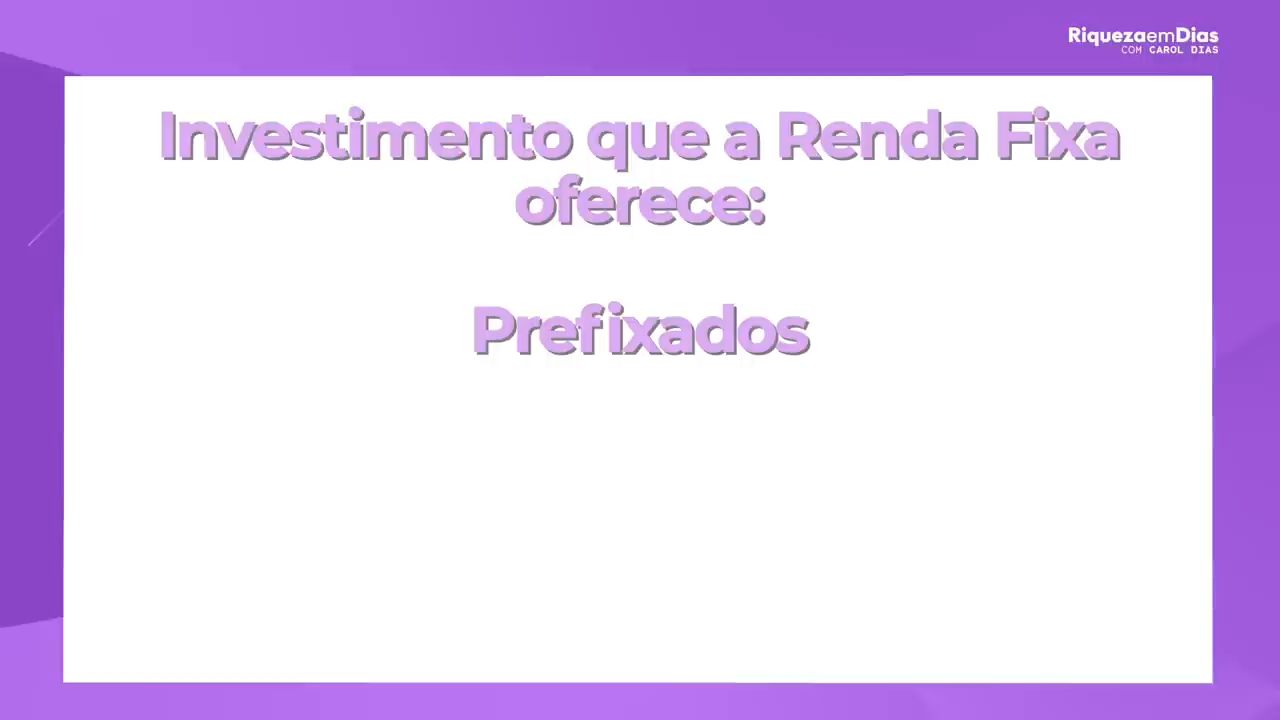 RiquezaemDias
COM CAROL DIAS
Investimento que a Renda Fixa
oferece:
Prefixados